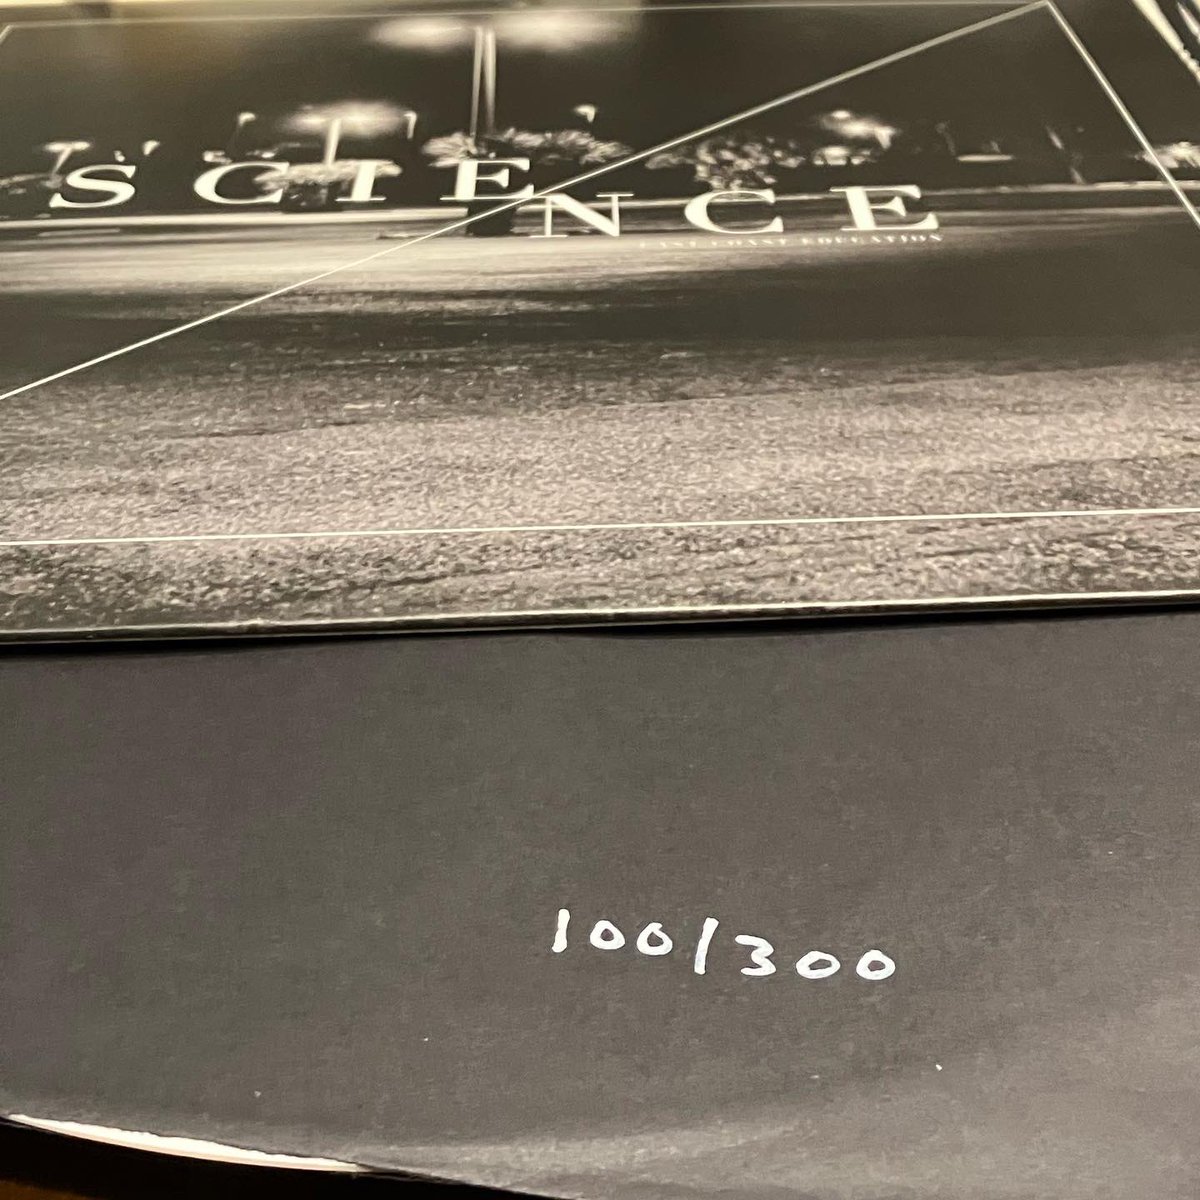 SCIENCE
EAST COAST EDUCATION
100/300